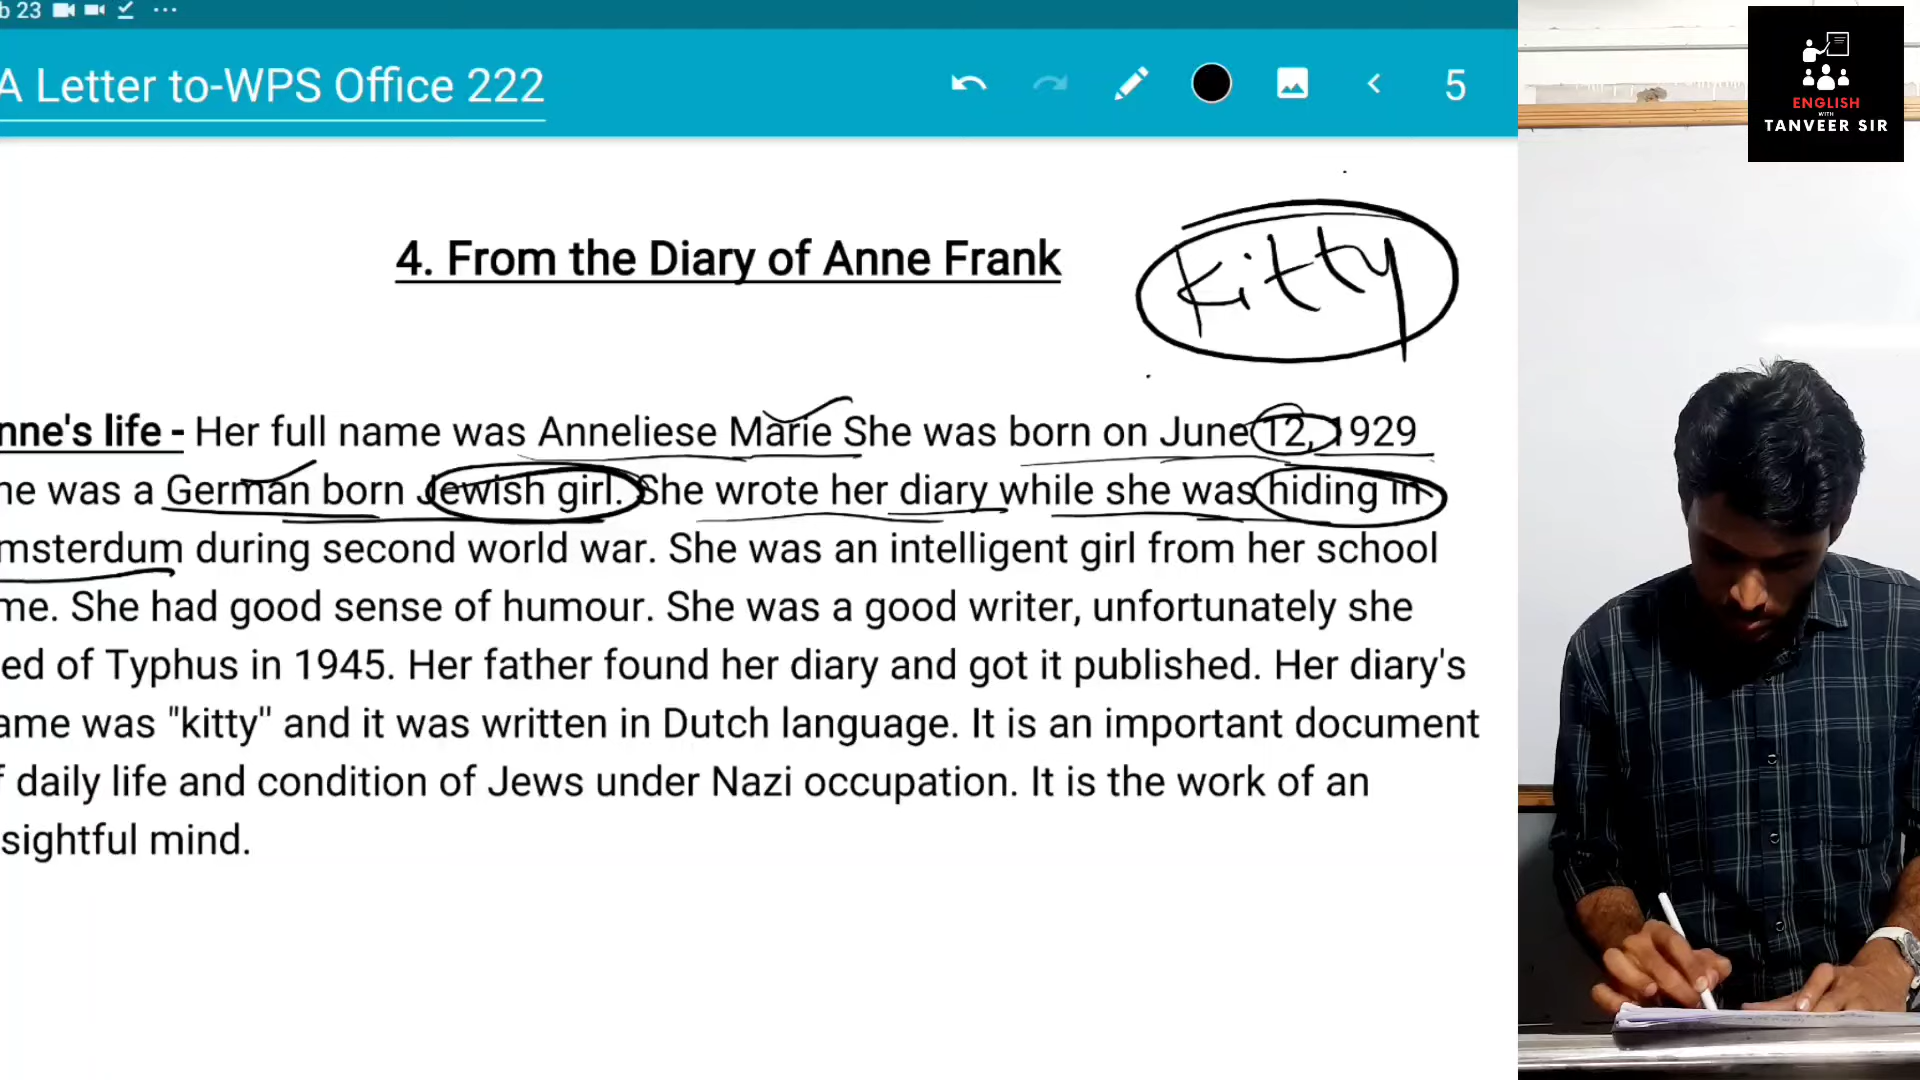 b 23
A Letter to-WPS Office 222
5
ENGLISH
WITH
TANVEER SIR
4. From the Diary of Anne Frank
kitty
nne's life - Her full name was Anneliese Marie She was born on June 12, 1929
he was a German born Jewish girl. She wrote her diary while she was hiding in
msterdum during second world war. She was an intelligent girl from her school
me. She had good sense of humour. She was a good writer, unfortunately she
ed of Typhus in 1945. Her father found her diary and got it published. Her diary's
ame was "kitty" and it was written in Dutch language. It is an important document
f daily life and condition of Jews under Nazi occupation. It is the work of an
sightful mind.